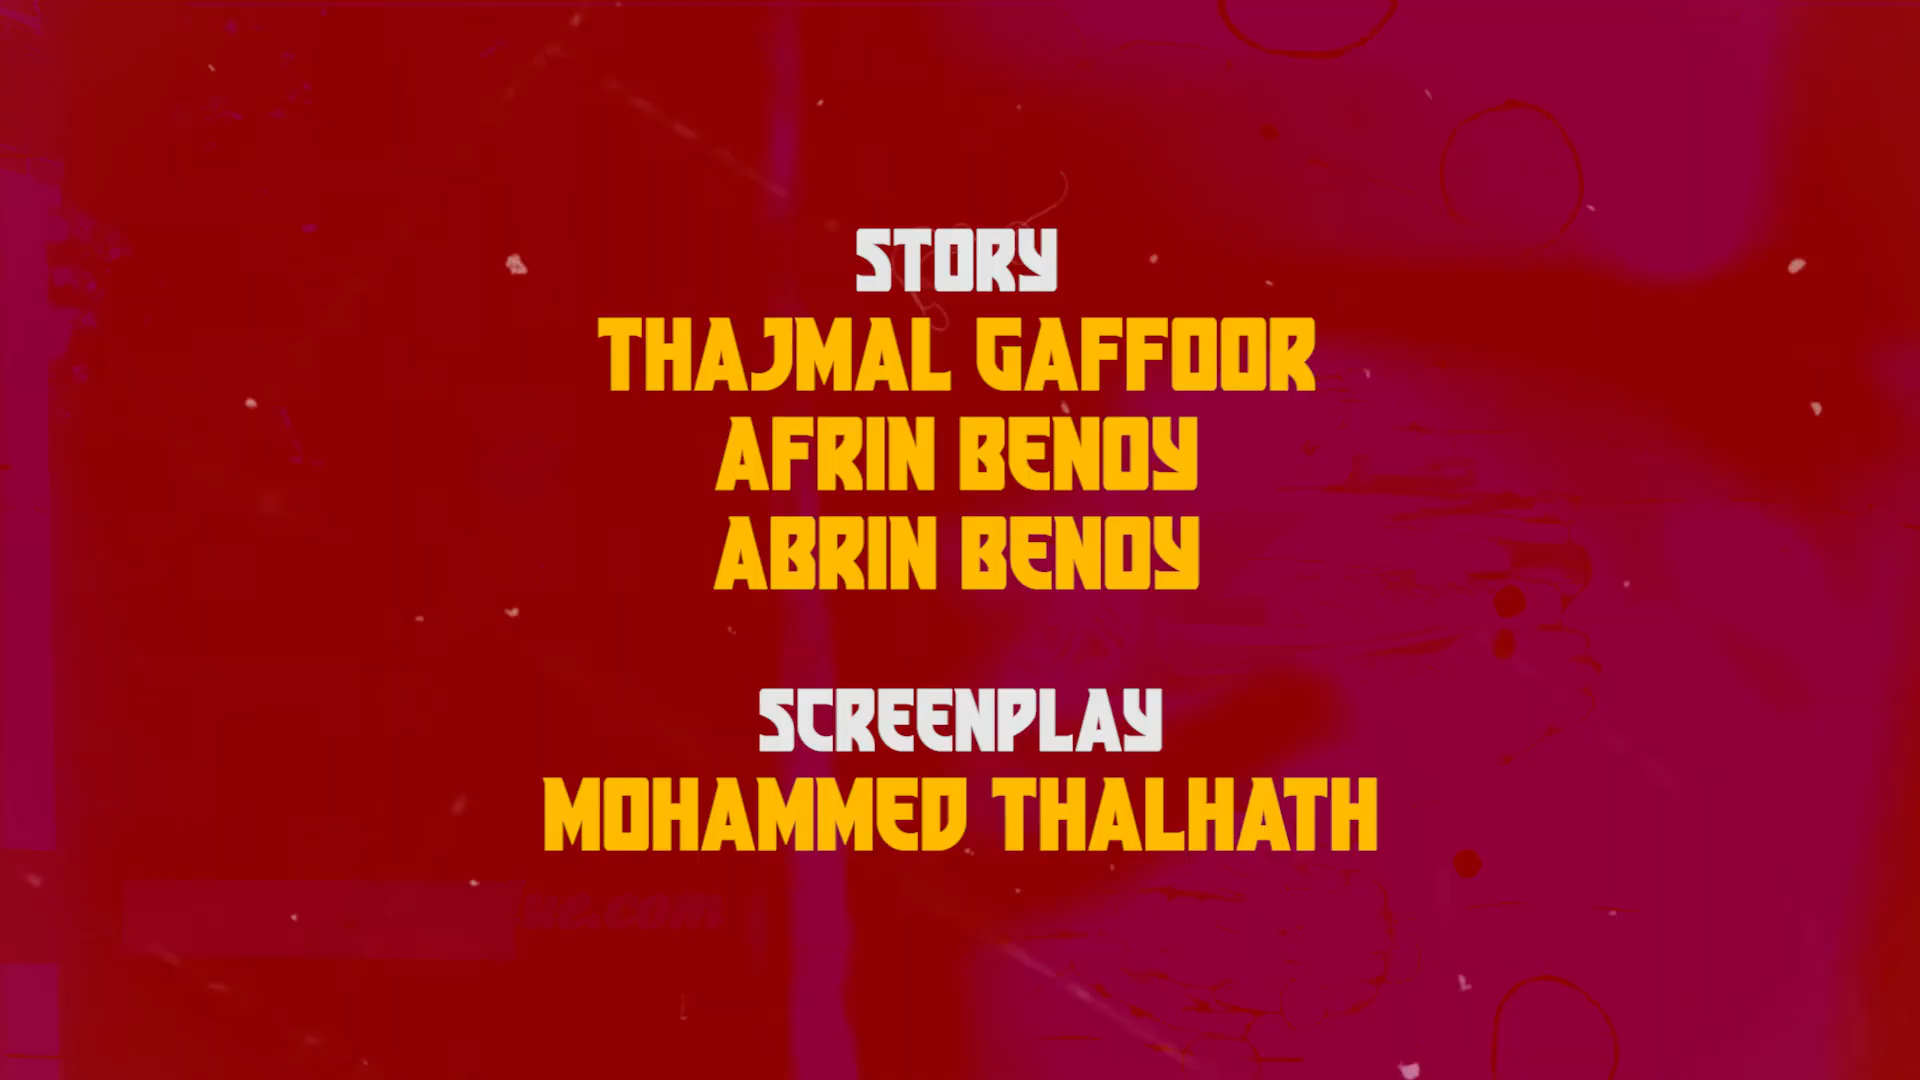 STORY
THAJMAL GAFFOOR
AFRIN BENOY
ABRIN BENOY
SCREENPLAY
MOHAMMED THALHATH